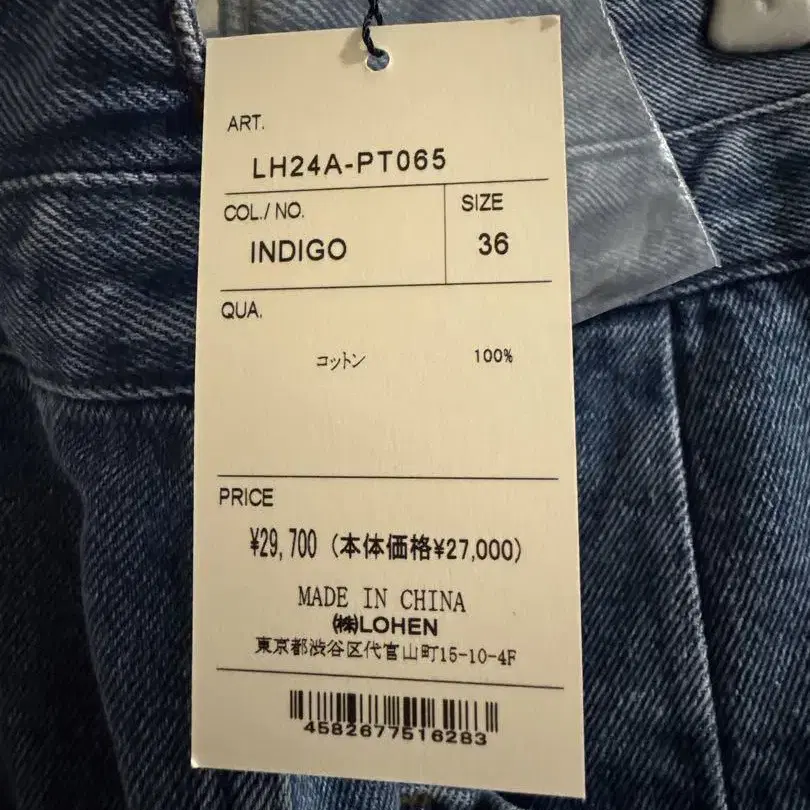 ART.
LH24A-PT065
COL./ NO.
SIZE
INDIGO
36
QUA.
コットン 100%
PRICE
¥29,700 (本体価格¥27,000)
MADE IN CHINA
㈱LOHEN
東京都渋谷区代官山町15-10-4F
4582677516283